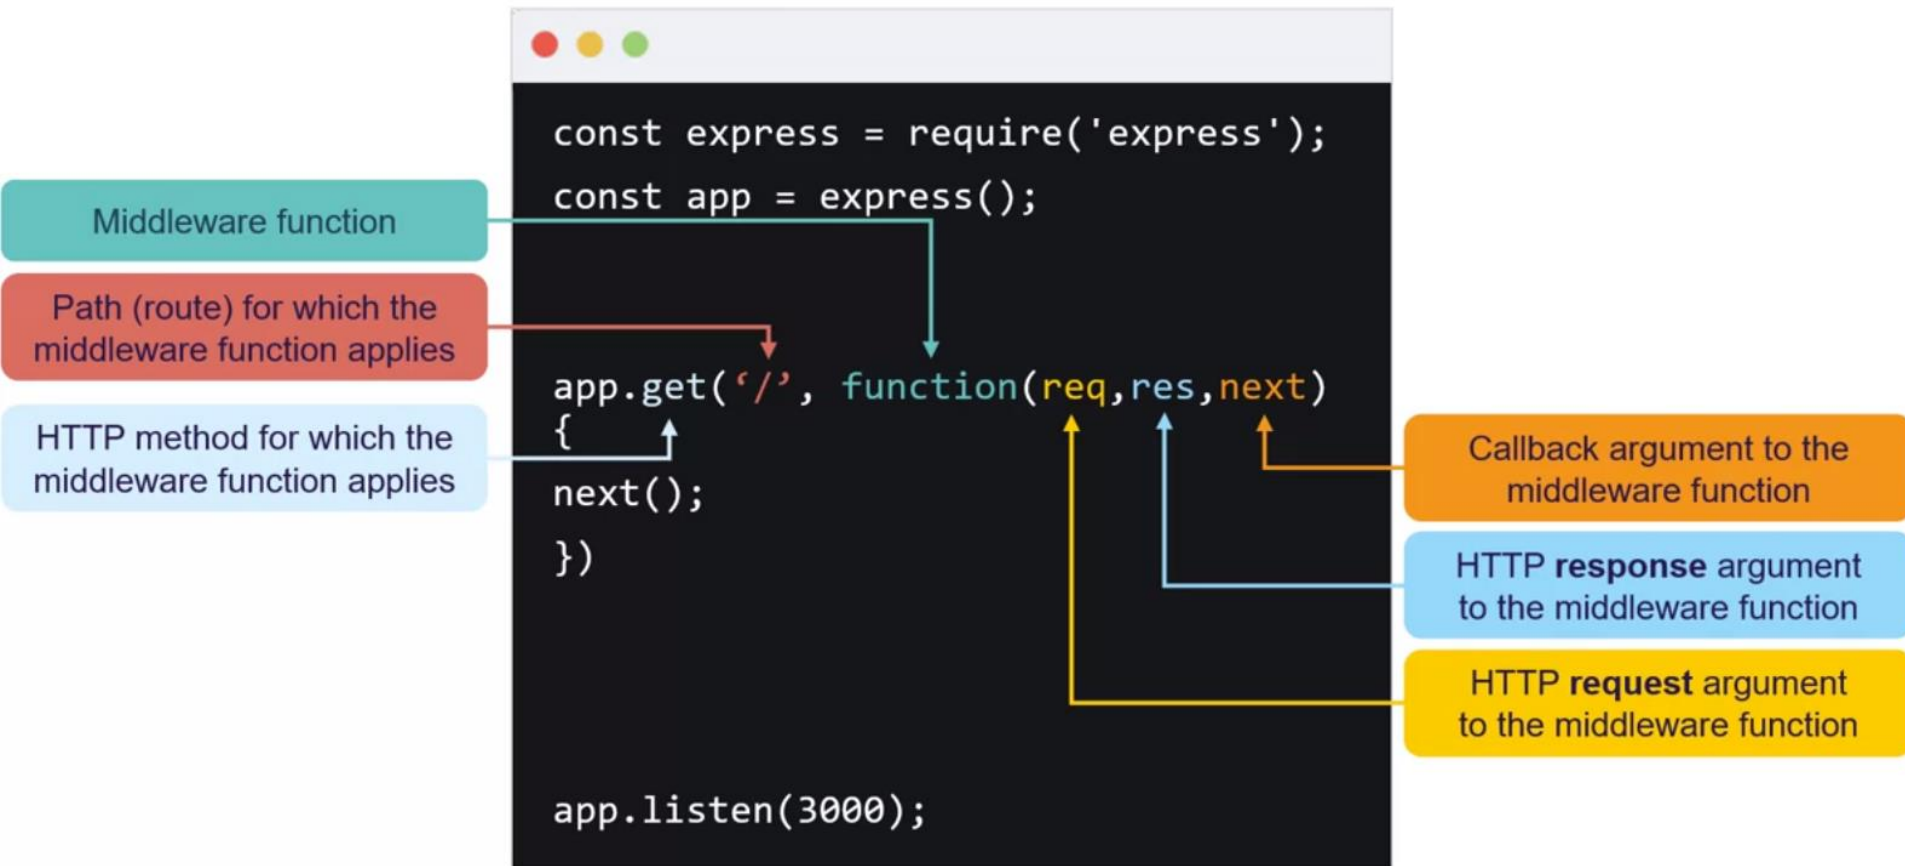 const express = require('express');
const app = express();
Middleware function
Path (route) for which the
middleware function applies
HTTP method for which the
middleware function applies
app.get(‘/’, function(req,res,next)
{
next();
})
app.listen(3000);
Callback argument to the
middleware function
HTTP response argument
to the middleware function
HTTP request argument
to the middleware function